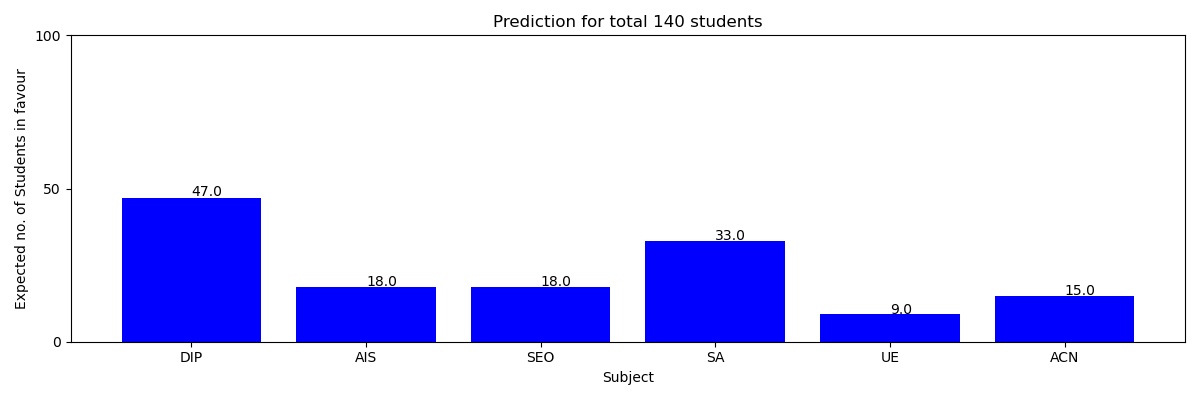 Prediction for total 140 students
100
50
0
Expected no. of Students in favour
47.0
18.0
18.0
33.0
9.0
15.0
DIP
AIS
SEO
SA
UE
ACN
Subject